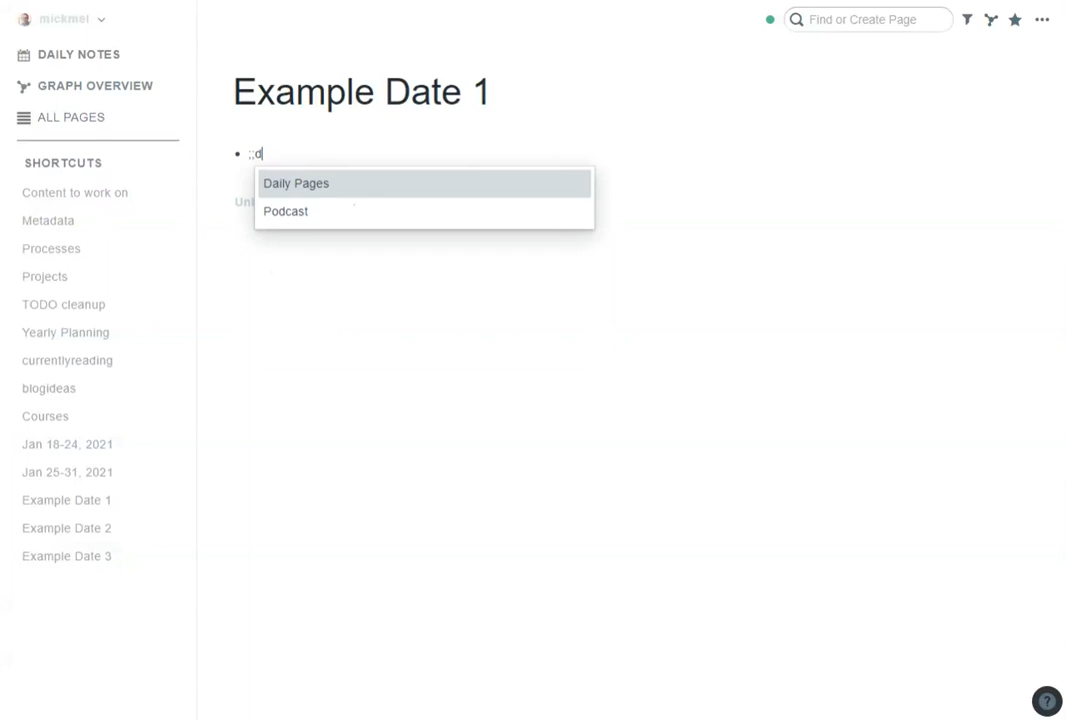 mickmel
Find or Create Page
DAILY NOTES
GRAPH OVERVIEW
ALL PAGES
SHORTCUTS
Content to work on
Metadata
Processes
Projects
TODO cleanup
Yearly Planning
currentlyreading
blogideas
Courses
Jan 18-24, 2021
Jan 25-31, 2021
Example Date 1
Example Date 2
Example Date 3
Example Date 1
;;d
Daily Pages
Podcast
?